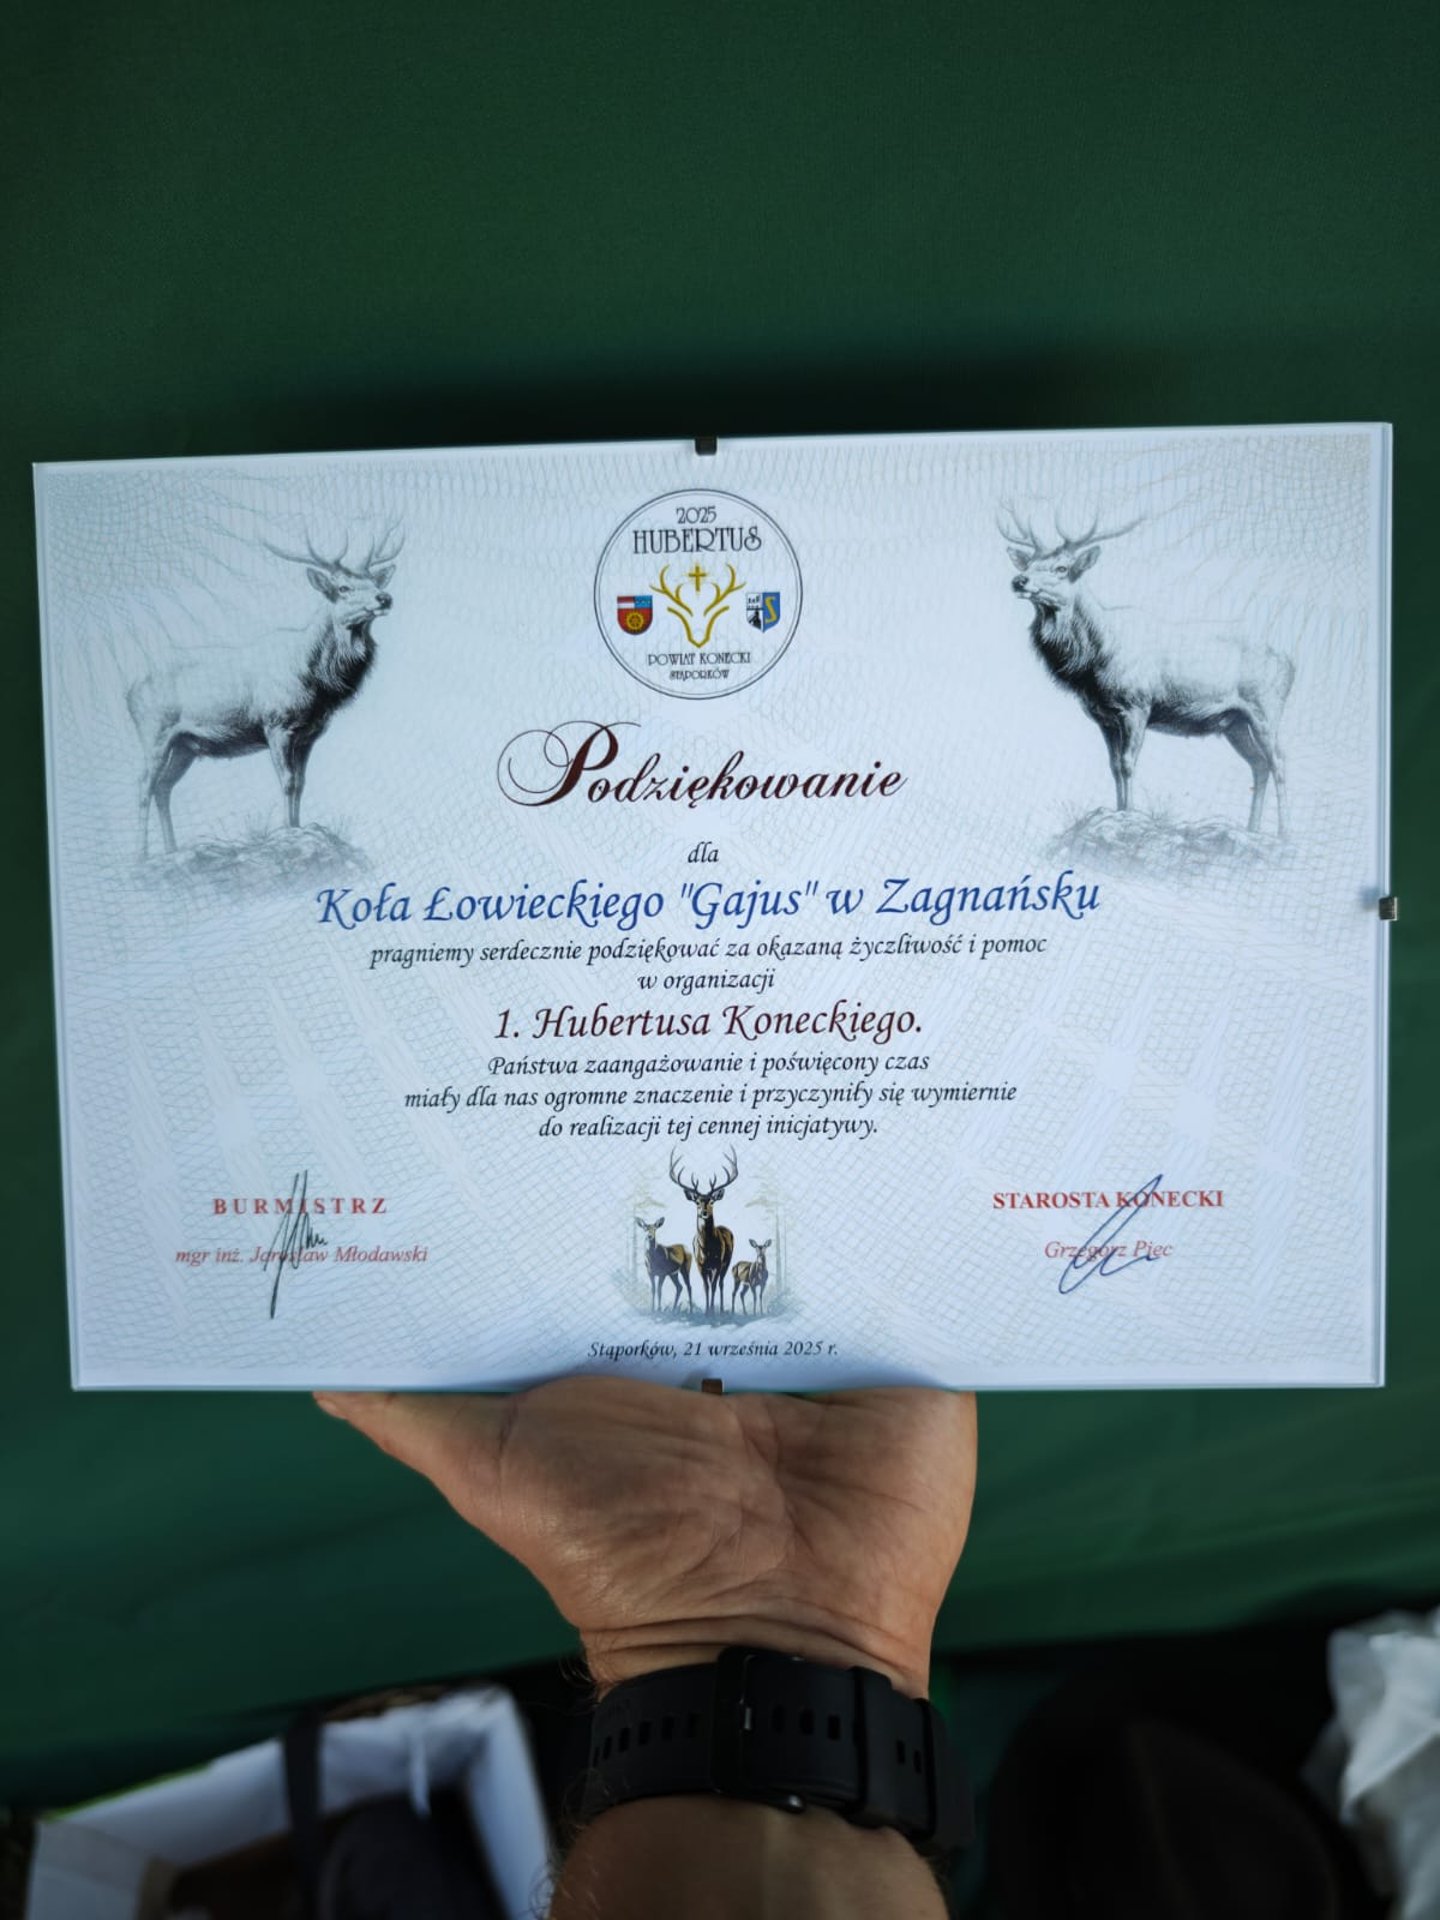 2025
HUBERTUS
POWIAT KONECKI
STĄPORKÓW
Podziękowanie
dla
Koła Łowieckiego "Gajus" w Zagnańsku
pragniemy serdecznie podziękować za okazaną życzliwość i pomoc
w organizacji
1. Hubertusa Koneckiego.
Państwa zaangażowanie i poświęcony czas
miały dla nas ogromne znaczenie i przyczyniły się wymiernie
do realizacji tej cennej inicjatywy.
BURMISTRZ
mgr inż. Jarosław Młodawski
STAROSTA KONECKI
Grzegorz Piec
Stąporków, 21 września 2025 r.